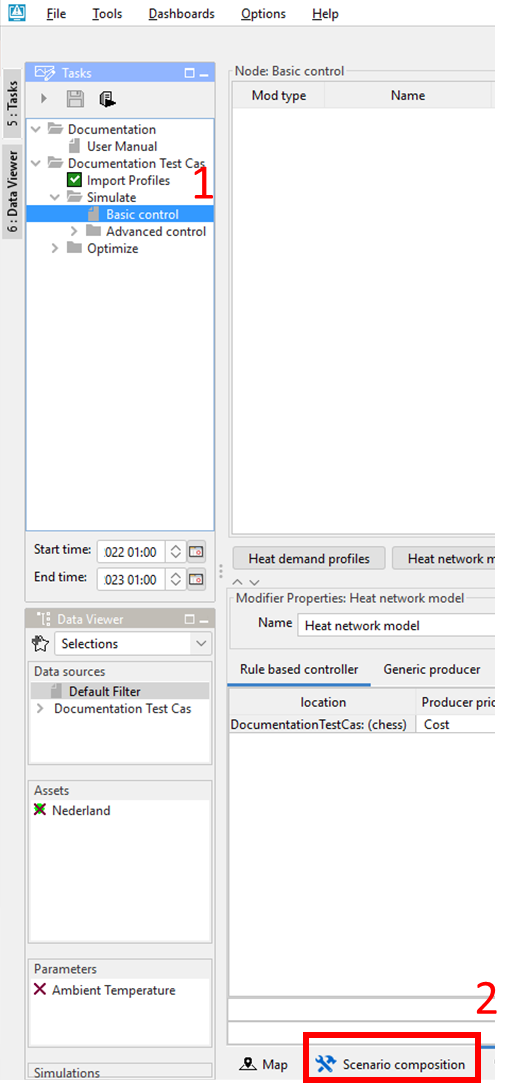 File Tools Dashboards Options Help
5 : Tasks
6 : Data Viewer
Tasks
Documentation
User Manual
Documentation Test Cas
Import Profiles
1
Simulate
Basic control
Advanced control
Optimize
Start time: 022 01:00
End time: 023 01:00
Data Viewer
Selections
Data sources
Default Filter
Documentation Test Cas
Assets
Nederland
Parameters
Ambient Temperature
Simulations
Node: Basic control
Mod type Name
Heat demand profiles Heat network m
Modifier Properties: Heat network model
Name Heat network model
Rule based controller Generic producer
location Producer pric
DocumentationTestCas: (chess) Cost
2
Map Scenario composition